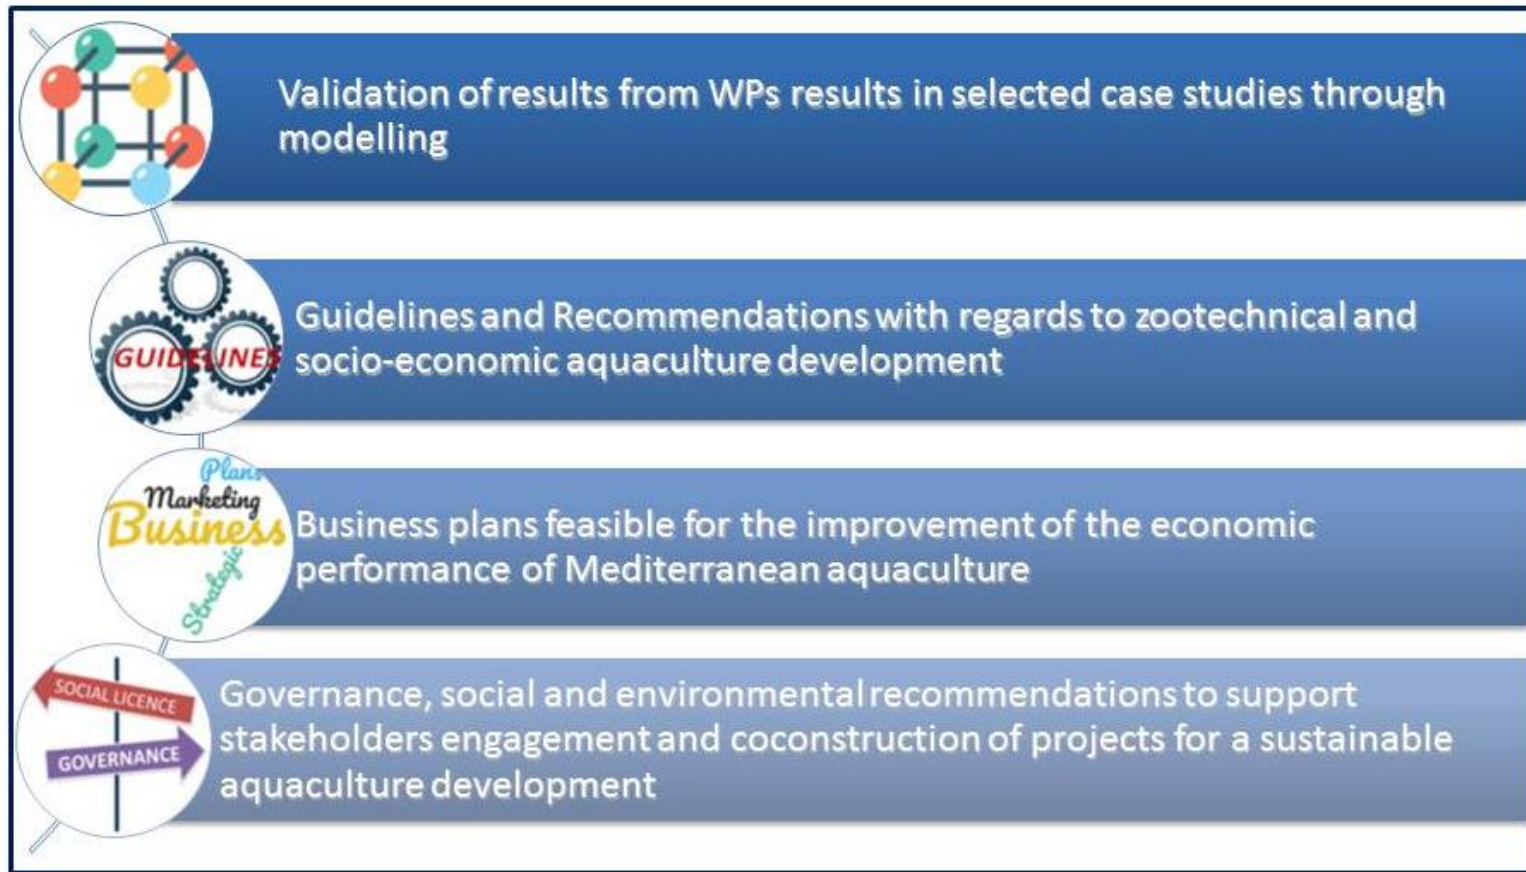 Validation of results from WPs results in selected case studies through
modelling
GUIDELINES
Guidelines and Recommendations with regards to zootechnical and
socio-economic aquaculture development
Plans
Marketing
Business
Strategic
Business plans feasible for the improvement of the economic
performance of Mediterranean aquaculture
SOCIAL LICENCE
GOVERNANCE
Governance, social and environmental recommendations to support
stakeholders engagement and coconstruction of projects for a sustainable
aquaculture development